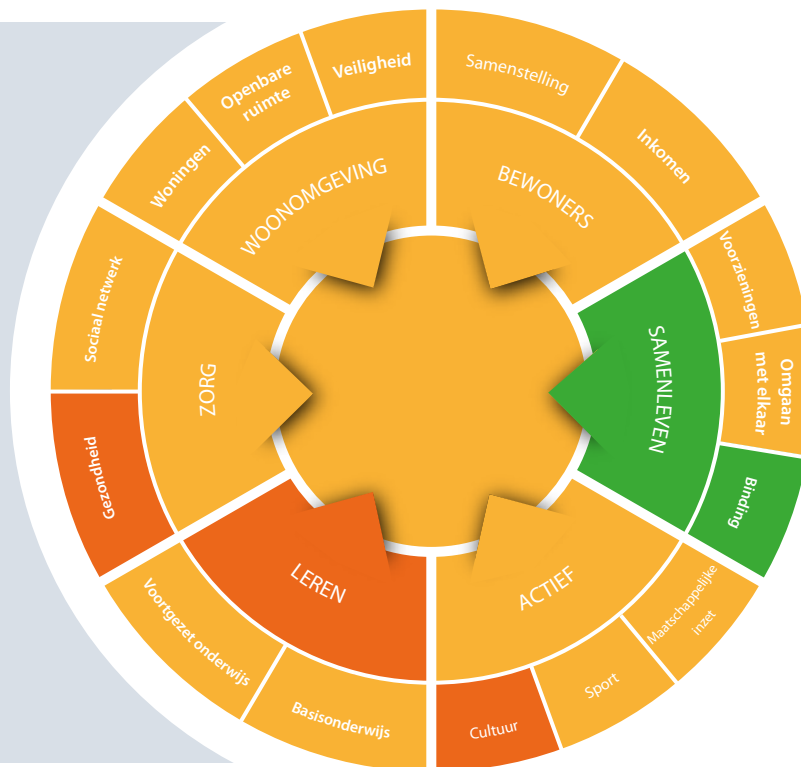 Samenstelling
Inkomen
BEWONERS
Voorzieningen
Omgaan
met elkaar
Binding
SAMENLEVEN
Maatschappelijke
inzet
Sport
Cultuur
ACTIEF
Basisonderwijs
Voortgezet onderwijs
LEREN
Gezondheid
Sociaal netwerk
ZORG
Woningen
Openbare
ruimte
Veiligheid
WOONOMGEVING